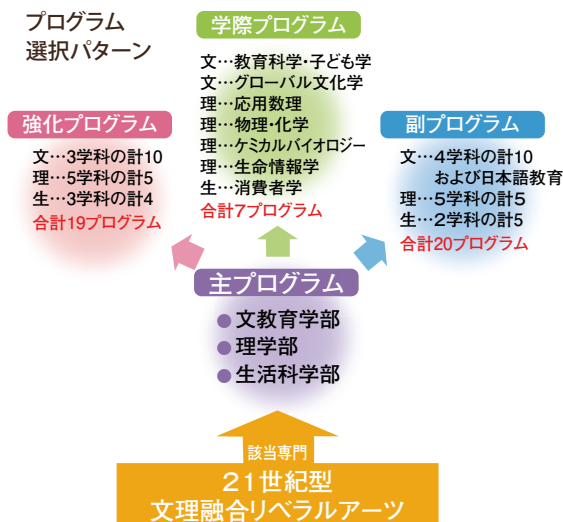 プログラム
選択パターン
学際プログラム
文…教育科学・子ども学
文…グローバル文化学
理…応用数理
理…物理・化学
理…ケミカルバイオロジー
理…生命情報学
生…消費者学
合計7プログラム
強化プログラム
文…3学科の計10
理…5学科の計5
生…3学科の計4
合計19プログラム
副プログラム
文…4学科の計10
および日本語教育
理…5学科の計5
生…2学科の計5
合計20プログラム
主プログラム
●文教育学部
●理学部
●生活科学部
該当専門
21世紀型
文理融合リベラルアーツ